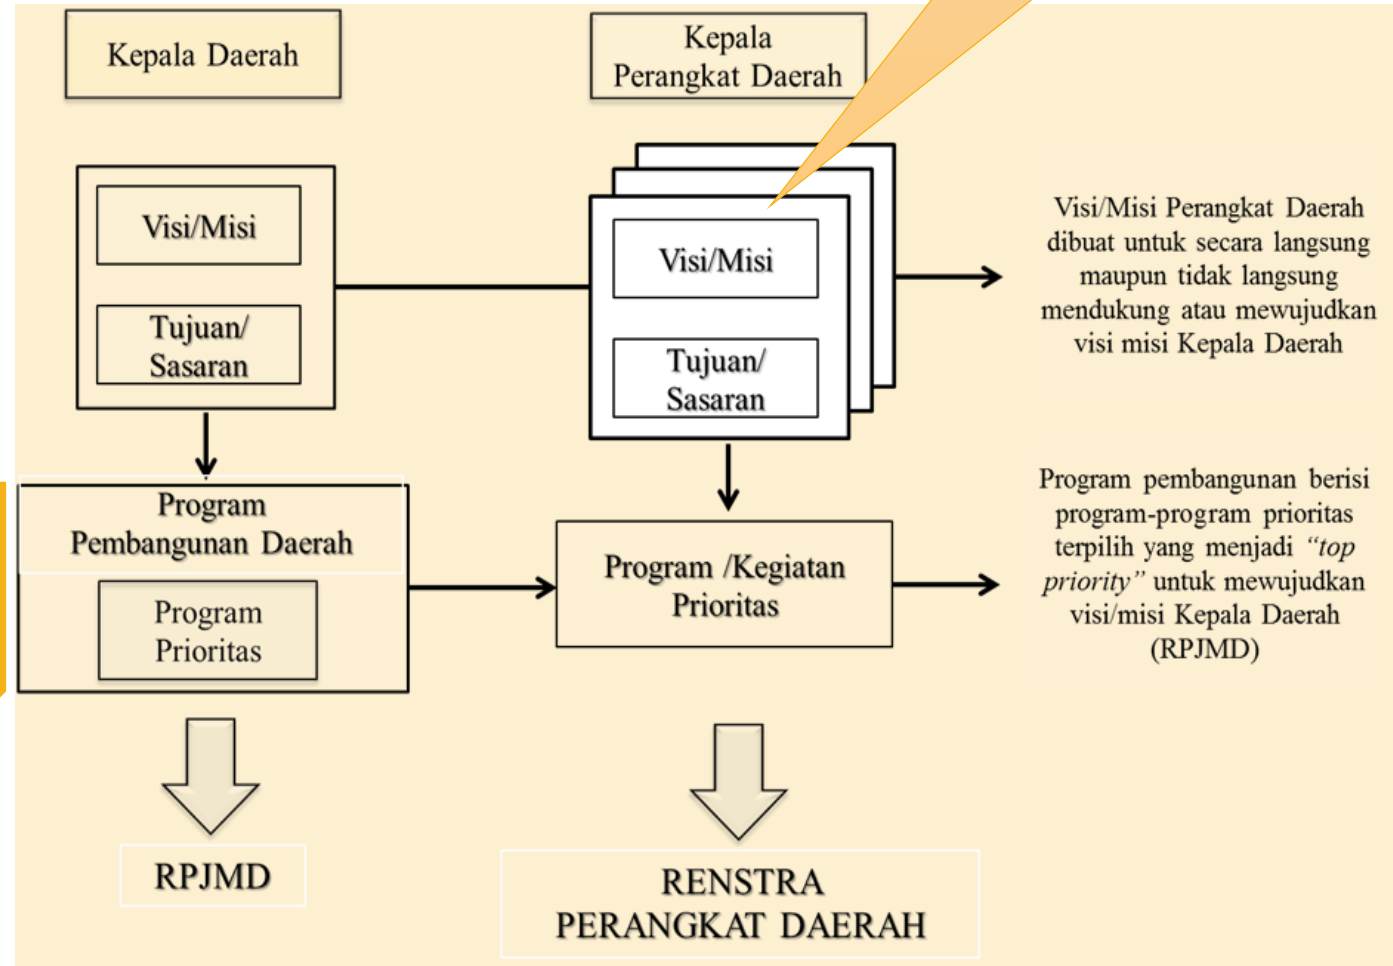 Kepala Daerah
Kepala
Perangkat Daerah
Visi/Misi
Tujuan/
Sasaran
Visi/Misi
Tujuan/
Sasaran
Visi/Misi Perangkat Daerah
dibuat untuk secara langsung
maupun tidak langsung
mendukung atau mewujudkan
visi misi Kepala Daerah
Program
Pembangunan Daerah
Program
Prioritas
Program /Kegiatan
Prioritas
Program pembangunan berisi
program-program prioritas
terpilih yang menjadi “top
priority” untuk mewujudkan
visi/misi Kepala Daerah
(RPJMD)
RPJMD
RENSTRA
PERANGKAT DAERAH